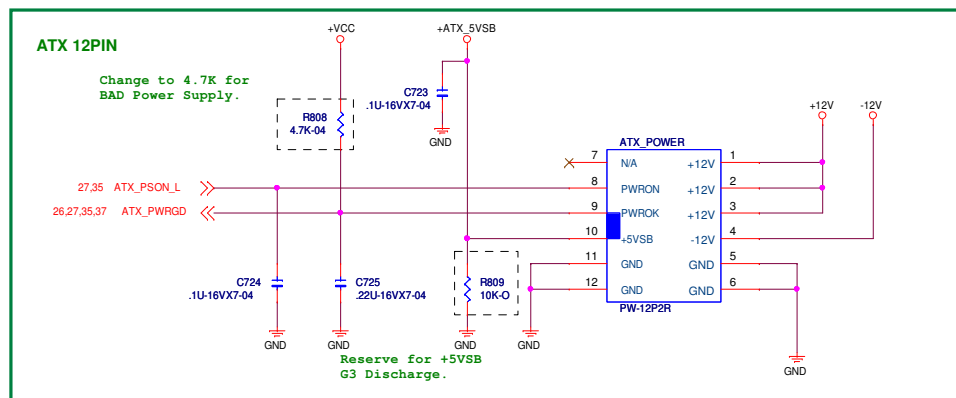 ATX 12PIN
+VCC
+ATX_5VSB
Change to 4.7K for
BAD Power Supply.
C723
.1U-16VX7-04
GND
R808
4.7K-04
+12V
-12V
ATX_POWER
7 N/A +12V 1
8 PWRON +12V 2
9 PWROK +12V 3
10 +5VSB -12V 4
11 GND GND 5
12 GND GND 6
PW-12P2R
27,35 ATX_PSON_L
26,27,35,37 ATX_PWRGD
C724
.1U-16VX7-04
C725
.22U-16VX7-04
R809
10K-O
GND
GND
GND
GND
GND
Reserve for +5VSB
G3 Discharge.